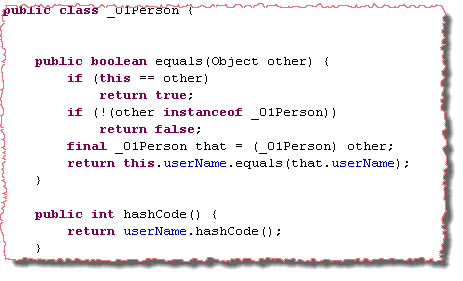 public class _01Person {
public boolean equals(Object other) {
if (this == other)
return true;
if (!(other instanceof _01Person))
return false;
final _01Person that = (_01Person) other;
return this.userName.equals(that.userName);
}
public int hashCode() {
return userName.hashCode();
}